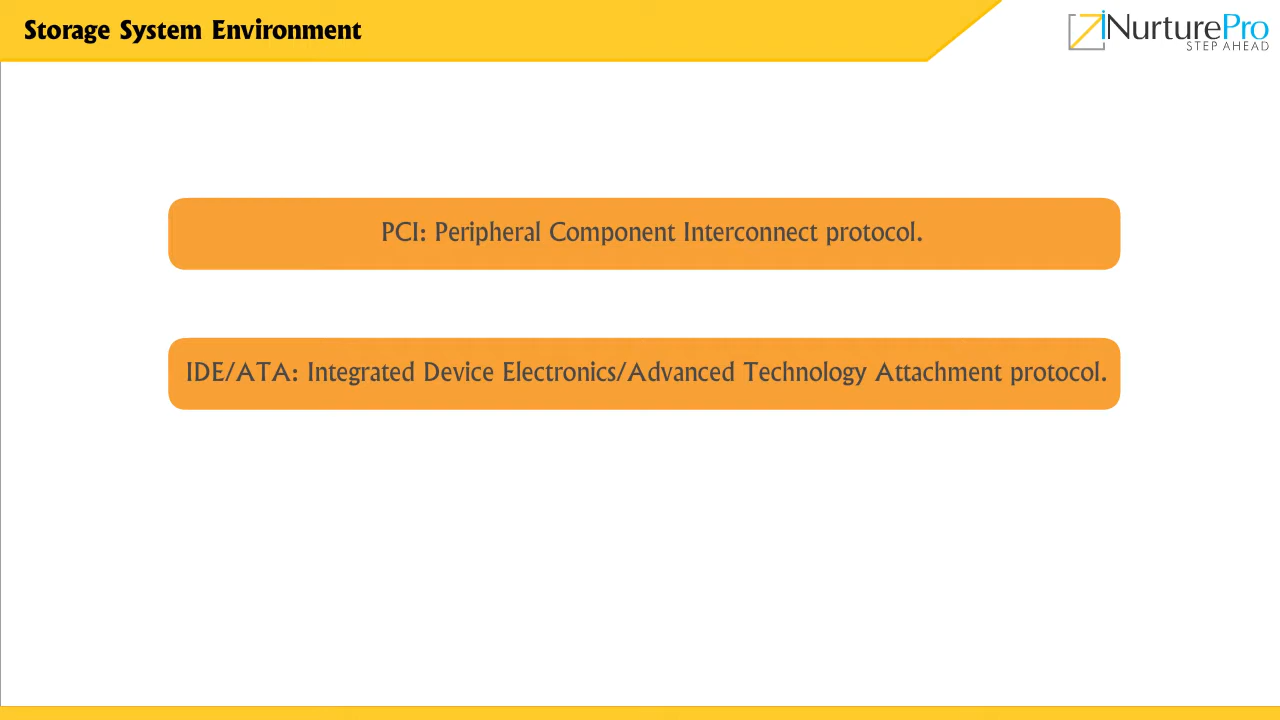 Storage System Environment
iNurturePro
STEP AHEAD
PCI: Peripheral Component Interconnect protocol.
IDE/ATA: Integrated Device Electronics/Advanced Technology Attachment protocol.